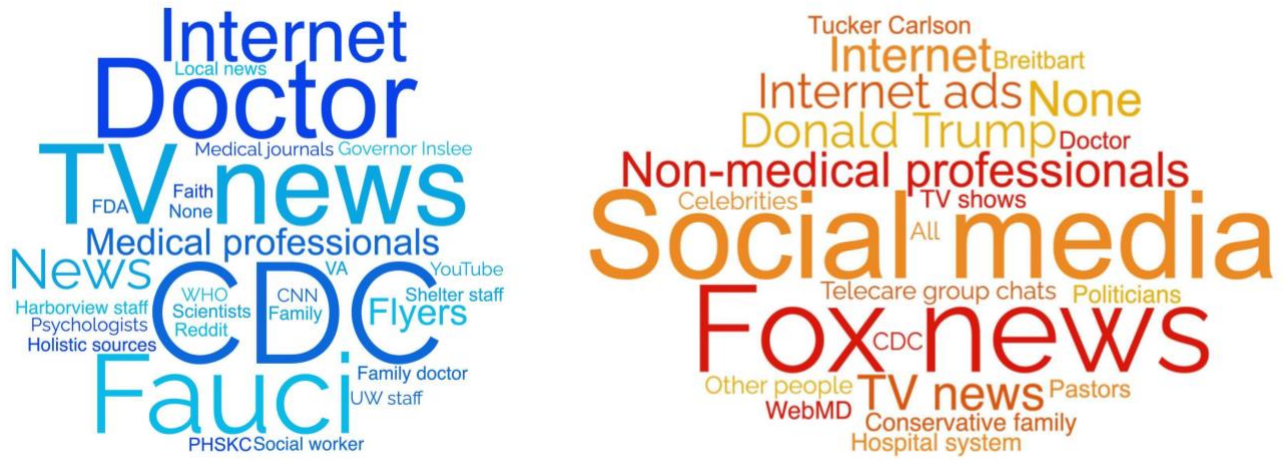 Internet
Local news
Doctor
Medical journals Governor Inslee
TV news
FDA
Faith
None
Medical professionals
News
VA
YouTube
CDC
WHO
CNN
Shelter staff
Harborview staff
Scientists
Family
Flyers
Psychologists
Reddit
Holistic sources
Fauci
Family doctor
UW staff
PHSKC Social worker
Tucker Carlson
Internet Breitbart
Internet ads None
Donald Trump Doctor
Non-medical professionals
Celebrities
TV shows
Social media
All
Telecare group chats Politicians
Fox news
CDC
Other people TV news Pastors
WebMD
Conservative family
Hospital system